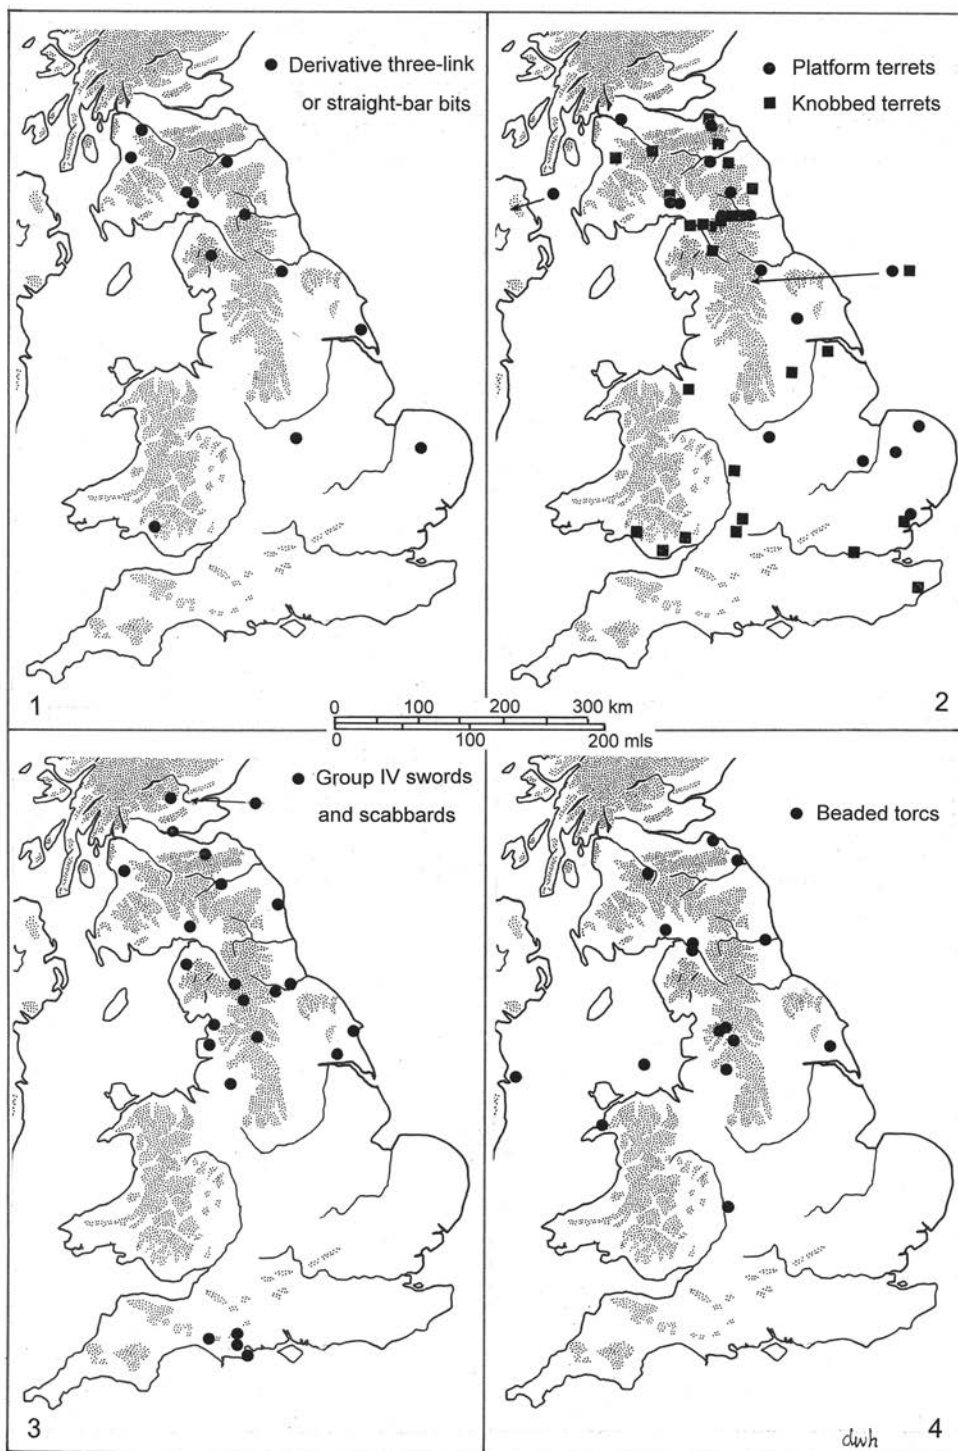 Derivative three-link
or straight-bar bits
1
Platform terrets
Knobbed terrets
2
0 100 200 300 km
0 100 200 mls
Group IV swords
and scabbards
3
Beaded torcs
4
dwh